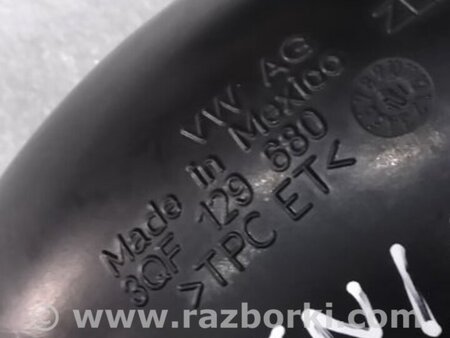 VW AG
Made in Mexico
3QF 129 680
>TPC ET<
www.razborki.com